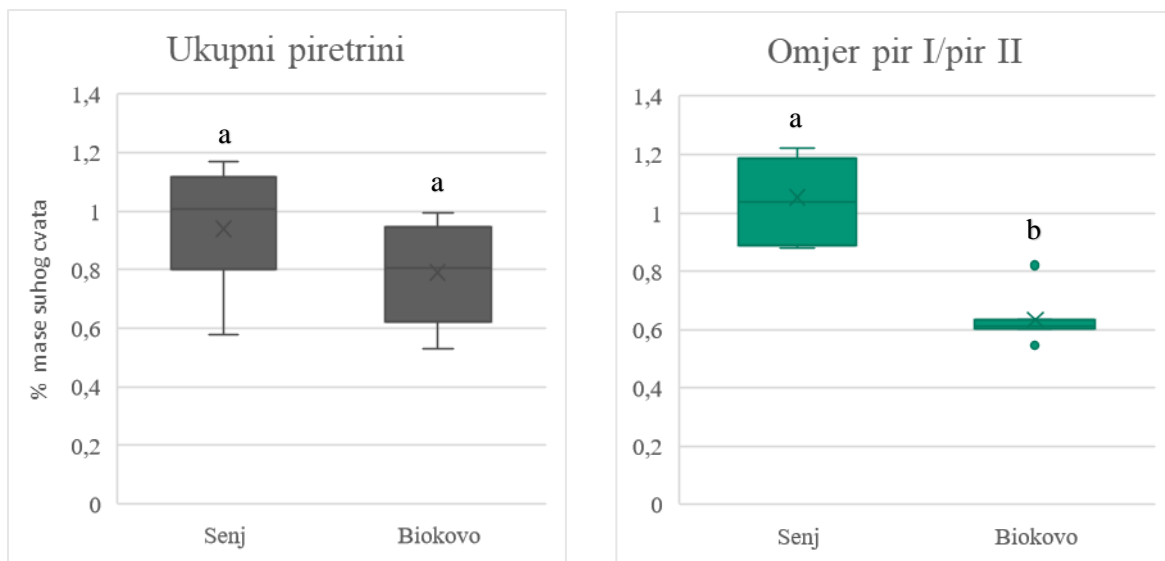 Ukupni piretrini
% mase suhog cvata
1,4
1,2
1
0,8
0,6
0,4
0,2
0
a
a
Senj
Biokovo
Omjer pir I/pir II
1,4
1,2
1
0,8
0,6
0,4
0,2
0
a
b
Senj
Biokovo